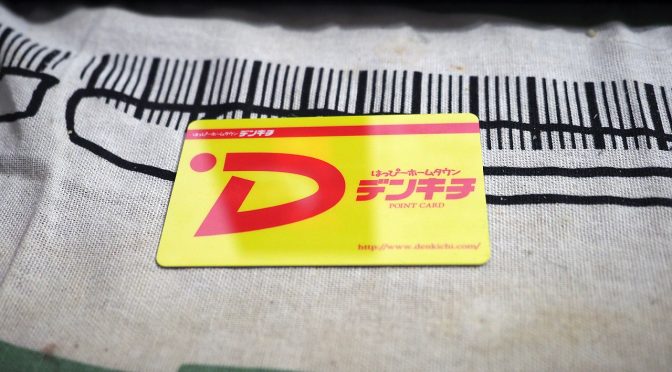 はっぴーホームタウン デンキチ
D
はっぴーホームタウン
デンキチ
POINT CARD
http://www.denkichi.com/